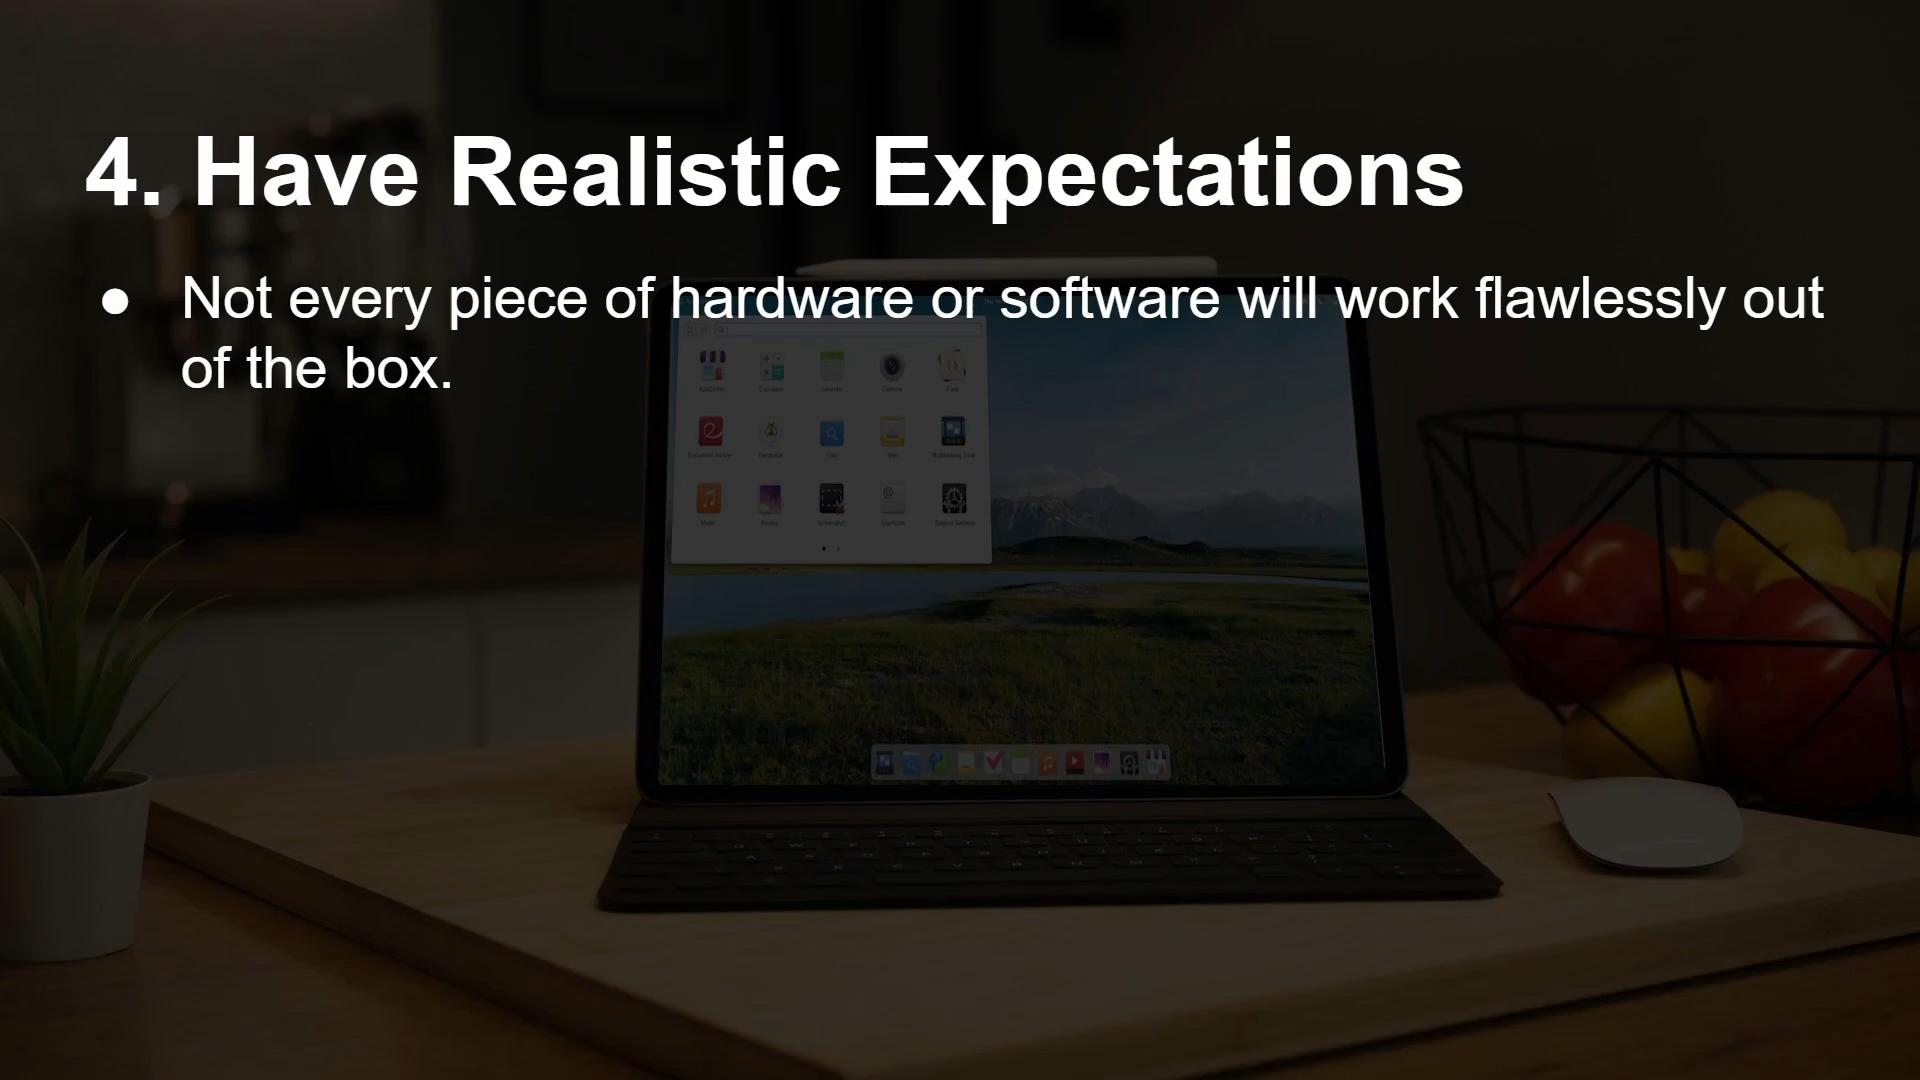 4. Have Realistic Expectations
● Not every piece of hardware or software will work flawlessly out
of the box.